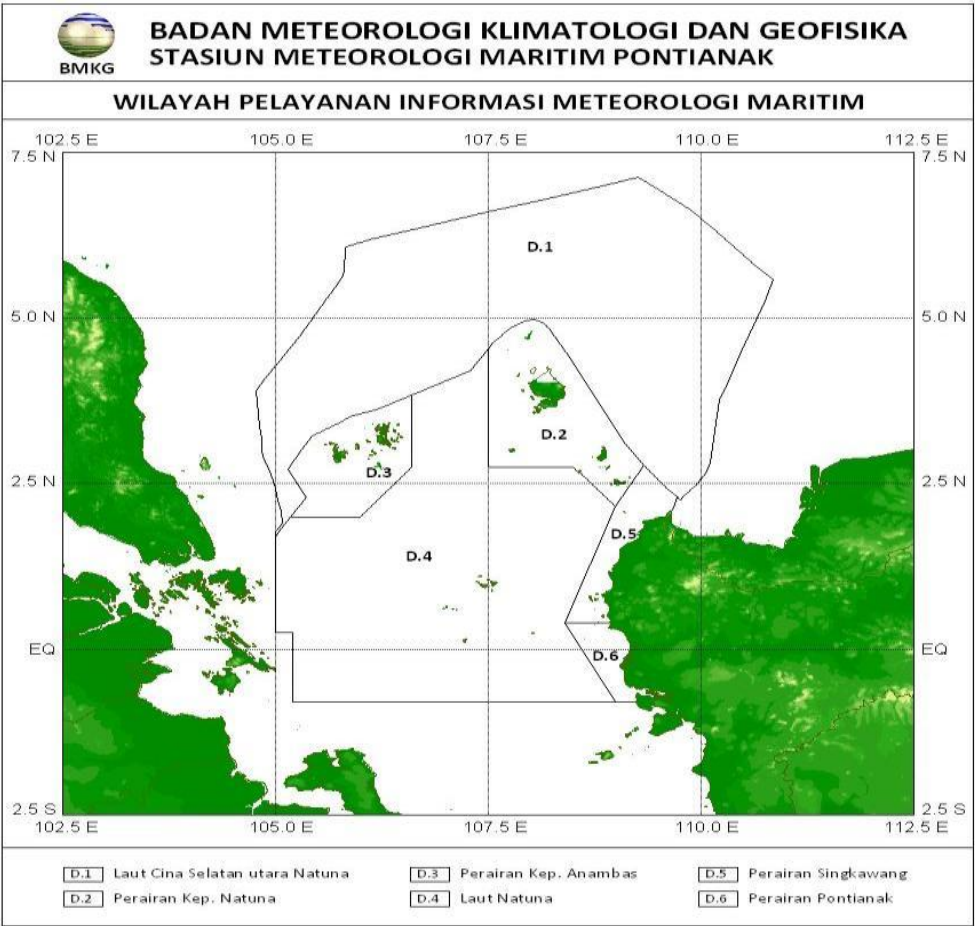 BADAN METEOROLOGI KLIMATOLOGI DAN GEOFISIKA
STASIUN METEOROLOGI MARITIM PONTIANAK
BMKG
WILAYAH PELAYANAN INFORMASI METEOROLOGI MARITIM
102.5 E 105.0 E 107.5 E 110.0 E 112.5 E
7.5 N 7.5 N
D.1
5.0 N 5.0 N
D.2
D.3
2.5 N 2.5 N
D.5
D.4
EQ EQ
D.6
2.5 S 2.5 S
102.5 E 105.0 E 107.5 E 110.0 E 112.5 E
D.1 Laut Cina Selatan utara Natuna D.3 Perairan Kep. Anambas D.5 Perairan Singkawang
D.2 Perairan Kep. Natuna D.4 Laut Natuna D.6 Perairan Pontianak